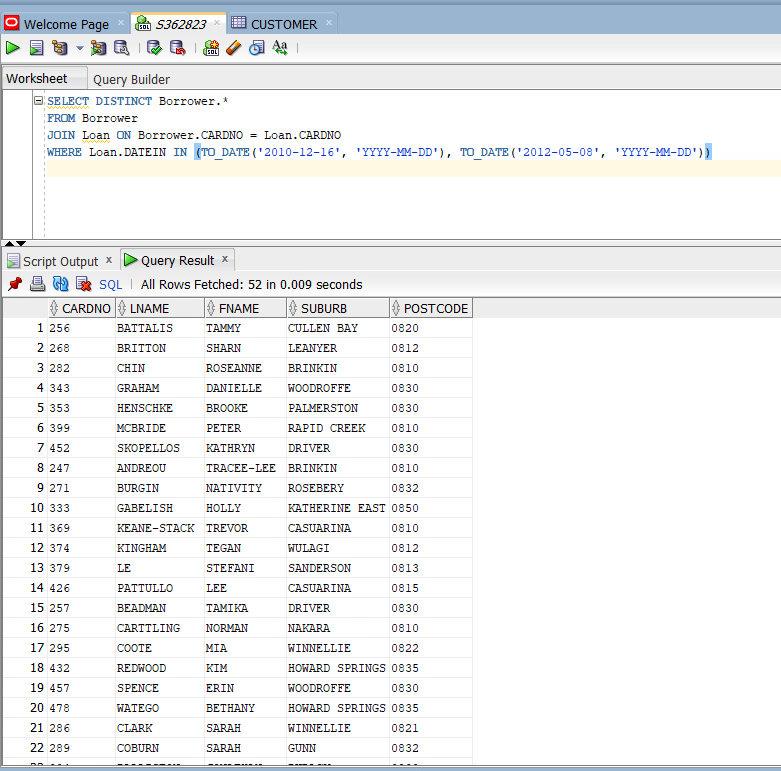 Welcome Page S362823 CUSTOMER
Worksheet Query Builder
SELECT DISTINCT Borrower.*
FROM Borrower
JOIN Loan ON Borrower.CARDNO = Loan.CARDNO
WHERE Loan.DATEIN IN (TO_DATE('2010-12-16', 'YYYY-MM-DD'), TO_DATE('2012-05-08', 'YYYY-MM-DD'))
Script Output x Query Result x
SQL | All Rows Fetched: 52 in 0.009 seconds
CARDNO LNAME FNAME SUBURB POSTCODE
1 256 BATTALIS TAMMY CULLEN BAY 0820
2 268 BRITTON SHARN LEANYER 0812
3 282 CHIN ROSEANNE BRINKIN 0810
4 343 GRAHAM DANIELLE WOODROFFE 0830
5 353 HENSCHKE BROOKE PALMERSTON 0830
6 399 MCBRIDE PETER RAPID CREEK 0810
7 452 SKOPELLOS KATHRYN DRIVER 0830
8 247 ANDREOU TRACEE-LEE BRINKIN 0810
9 271 BURGIN NATIVITY ROSEBERY 0832
10 333 GABELISH HOLLY KATHERINE EAST 0850
11 369 KEANE-STACK TREVOR CASUARINA 0810
12 374 KINGHAM TEGAN WULAGI 0812
13 379 LE STEFANI SANDERSON 0813
14 426 PATTULLO LEE CASUARINA 0815
15 257 BEADMAN TAMIKA DRIVER 0830
16 275 CARTTLING NORMAN NAKARA 0810
17 295 COOTE MIA WINNELLIE 0822
18 432 REDWOOD KIM HOWARD SPRINGS 0835
19 457 SPENCE ERIN WOODROFFE 0830
20 478 WATEGO BETHANY HOWARD SPRINGS 0835
21 286 CLARK SARAH WINNELLIE 0821
22 289 COBURN SARAH GUNN 0832